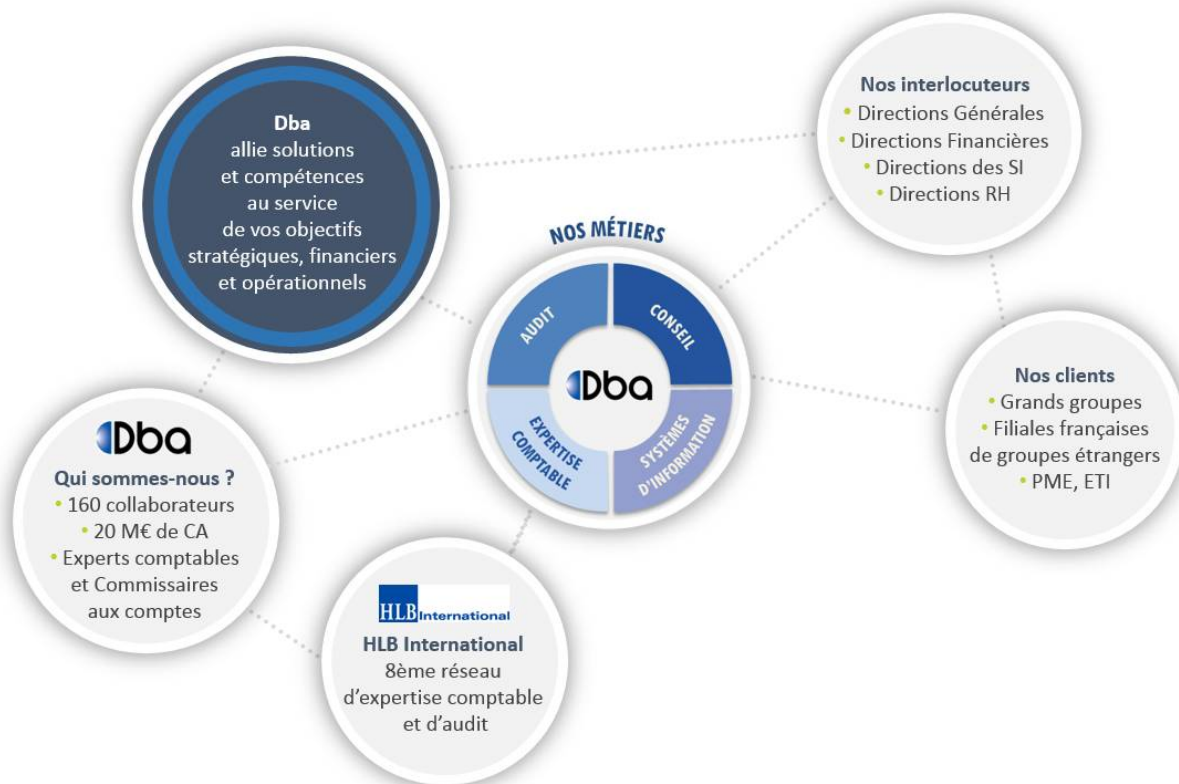 Dba
allie solutions
et compétences
au service
de vos objectifs
stratégiques, financiers
et opérationnels
Nos interlocuteurs
• Directions Générales
• Directions Financières
• Directions des SI
• Directions RH
NOS MÉTIERS
AUDIT
CONSEIL
Dba
EXPERTISE
COMPTABLE
SYSTÈMES
D'INFORMATION
Nos clients
• Grands groupes
• Filiales françaises
de groupes étrangers
• PME, ETI
Dba
Qui sommes-nous ?
• 160 collaborateurs
• 20 M€ de CA
• Experts comptables
et Commissaires
aux comptes
HLB International
HLB International
8ème réseau
d’expertise comptable
et d’audit